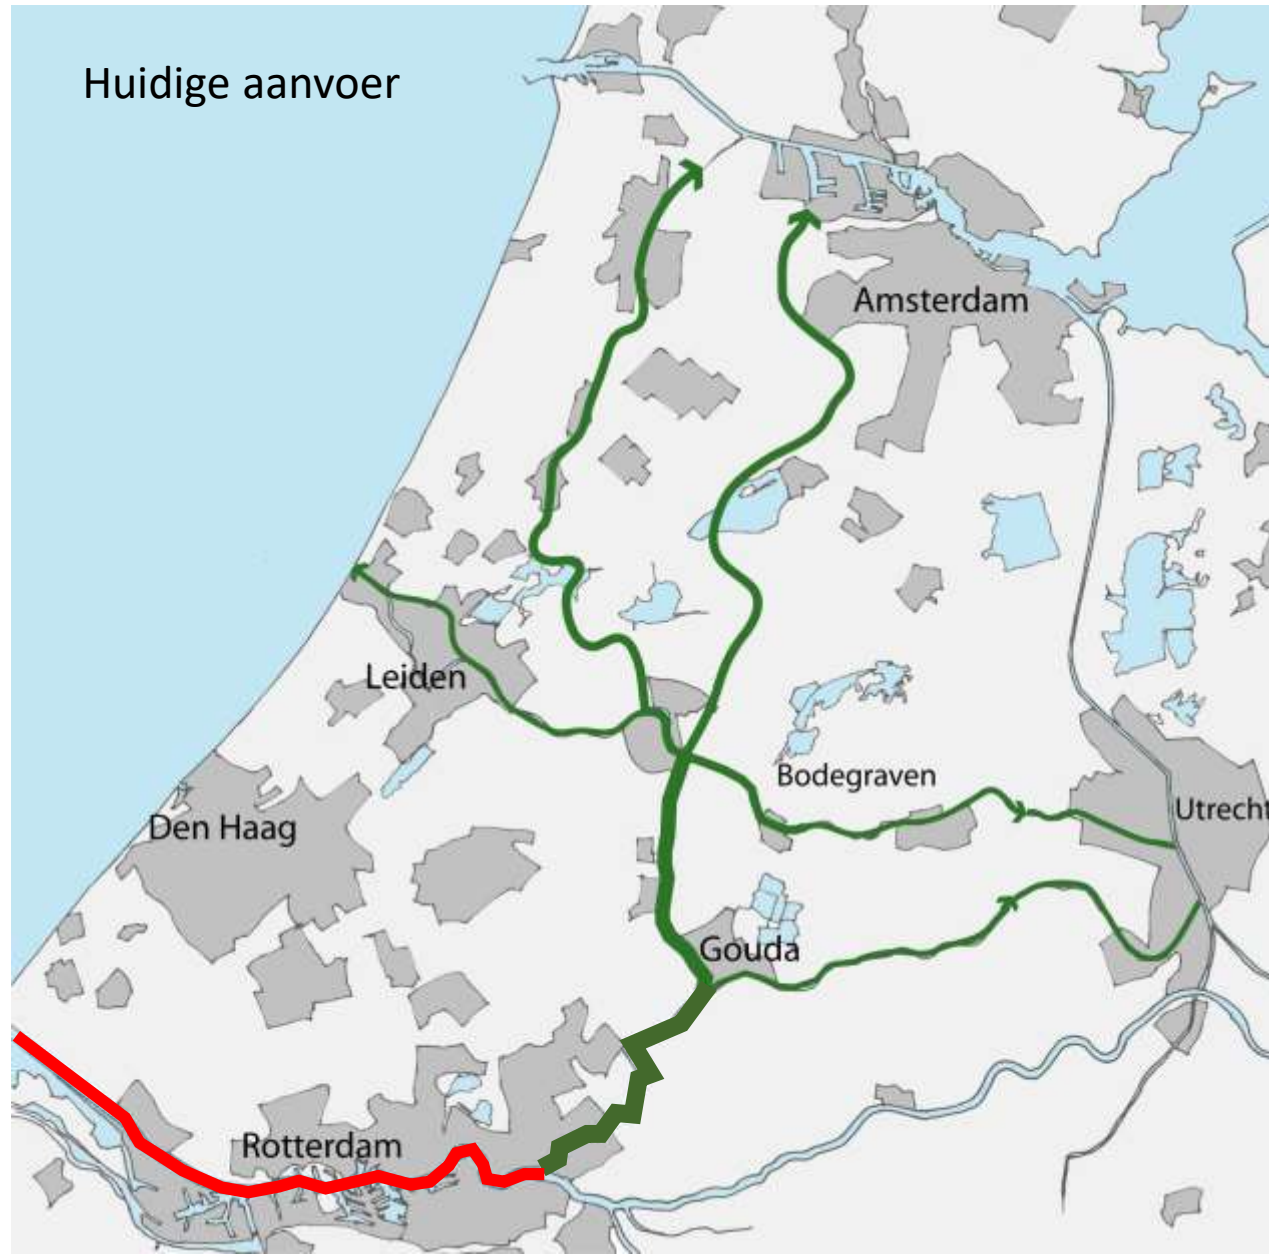 Huidige aanvoer
Amsterdam
Leiden
Bodegraven
Utrecht
Den Haag
Gouda
Rotterdam